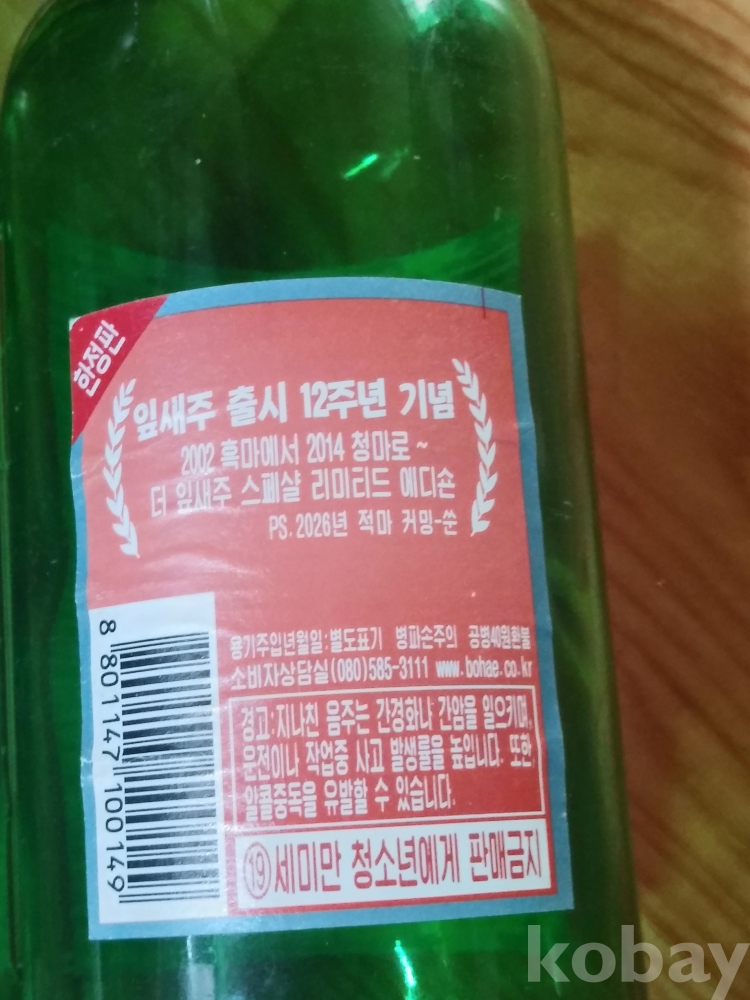 한정판
잎새주 출시 12주년 기념
2002 흑마에서 2014 청마로 ~
더 잎새주 스페샬 리미티드 에디숀
PS. 2026년 적마 커밍-쑨
용기주입년월일:별도표기 병파손주의 공병40원환불
소비자상담실(080)585-3111 www.bohae.co.kr
경고:지나친 음주는 간경화나 간암을 일으키며,
운전이나 작업중 사고 발생률을 높입니다. 또한,
알콜중독을 유발할 수 있습니다.
19세미만 청소년에게 판매금지
8 801147 100149
kobay